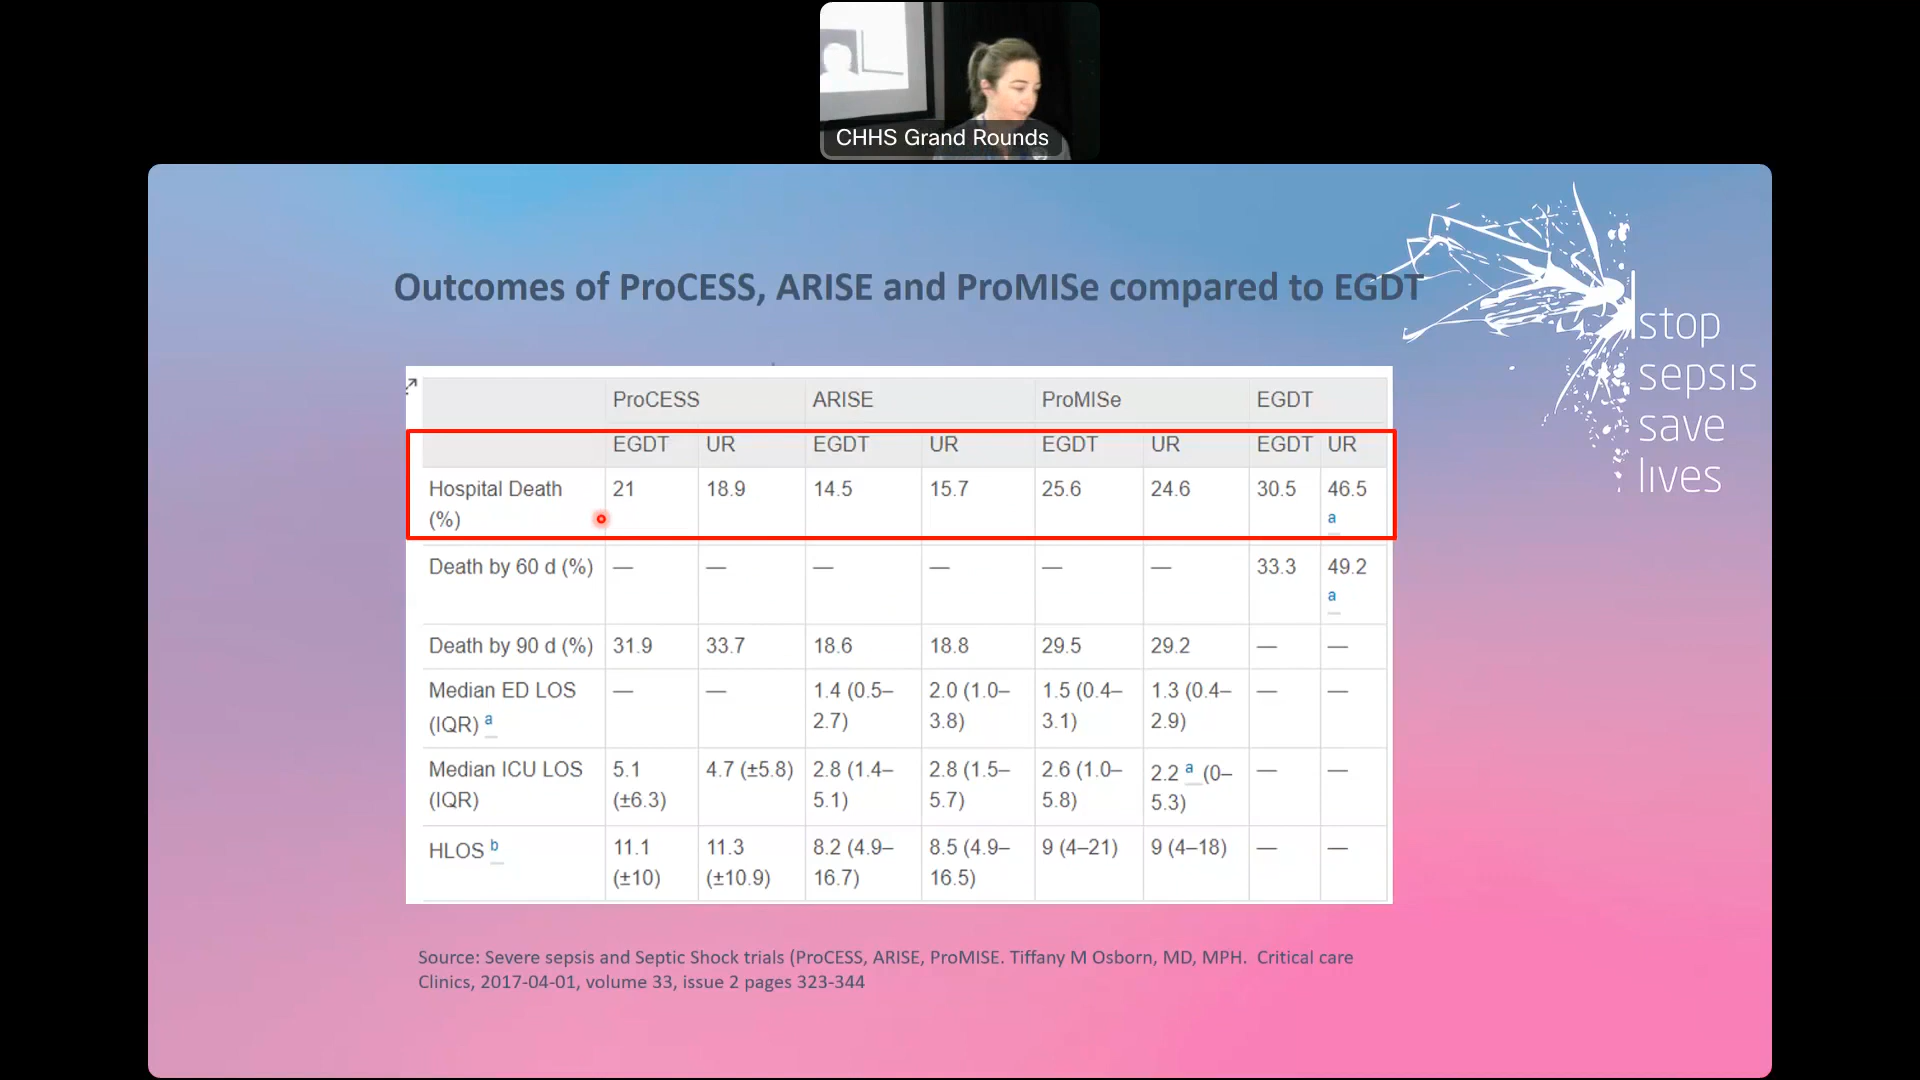 CHHS Grand Rounds
Outcomes of ProCESS, ARISE and ProMISe compared to EGDT
stop
sepsis
save
lives
ProCESS ARISE ProMISe EGDT
EGDT UR EGDT UR EGDT UR EGDT UR
Hospital Death (%) 21 18.9 14.5 15.7 25.6 24.6 30.5 46.5 a
Death by 60 d (%) — — — — — — 33.3 49.2 a
Death by 90 d (%) 31.9 33.7 18.6 18.8 29.5 29.2 — —
Median ED LOS (IQR) a — — 1.4 (0.5–2.7) 2.0 (1.0–3.8) 1.5 (0.4–3.1) 1.3 (0.4–2.9) — —
Median ICU LOS (IQR) 5.1 (±6.3) 4.7 (±5.8) 2.8 (1.4–5.1) 2.8 (1.5–5.7) 2.6 (1.0–5.8) 2.2 a (0–5.3) — —
HLOS b 11.1 (±10) 11.3 (±10.9) 8.2 (4.9–16.7) 8.5 (4.9–16.5) 9 (4–21) 9 (4–18) — —
Source: Severe sepsis and Septic Shock trials (ProCESS, ARISE, ProMISE. Tiffany M Osborn, MD, MPH. Critical care
Clinics, 2017-04-01, volume 33, issue 2 pages 323-344